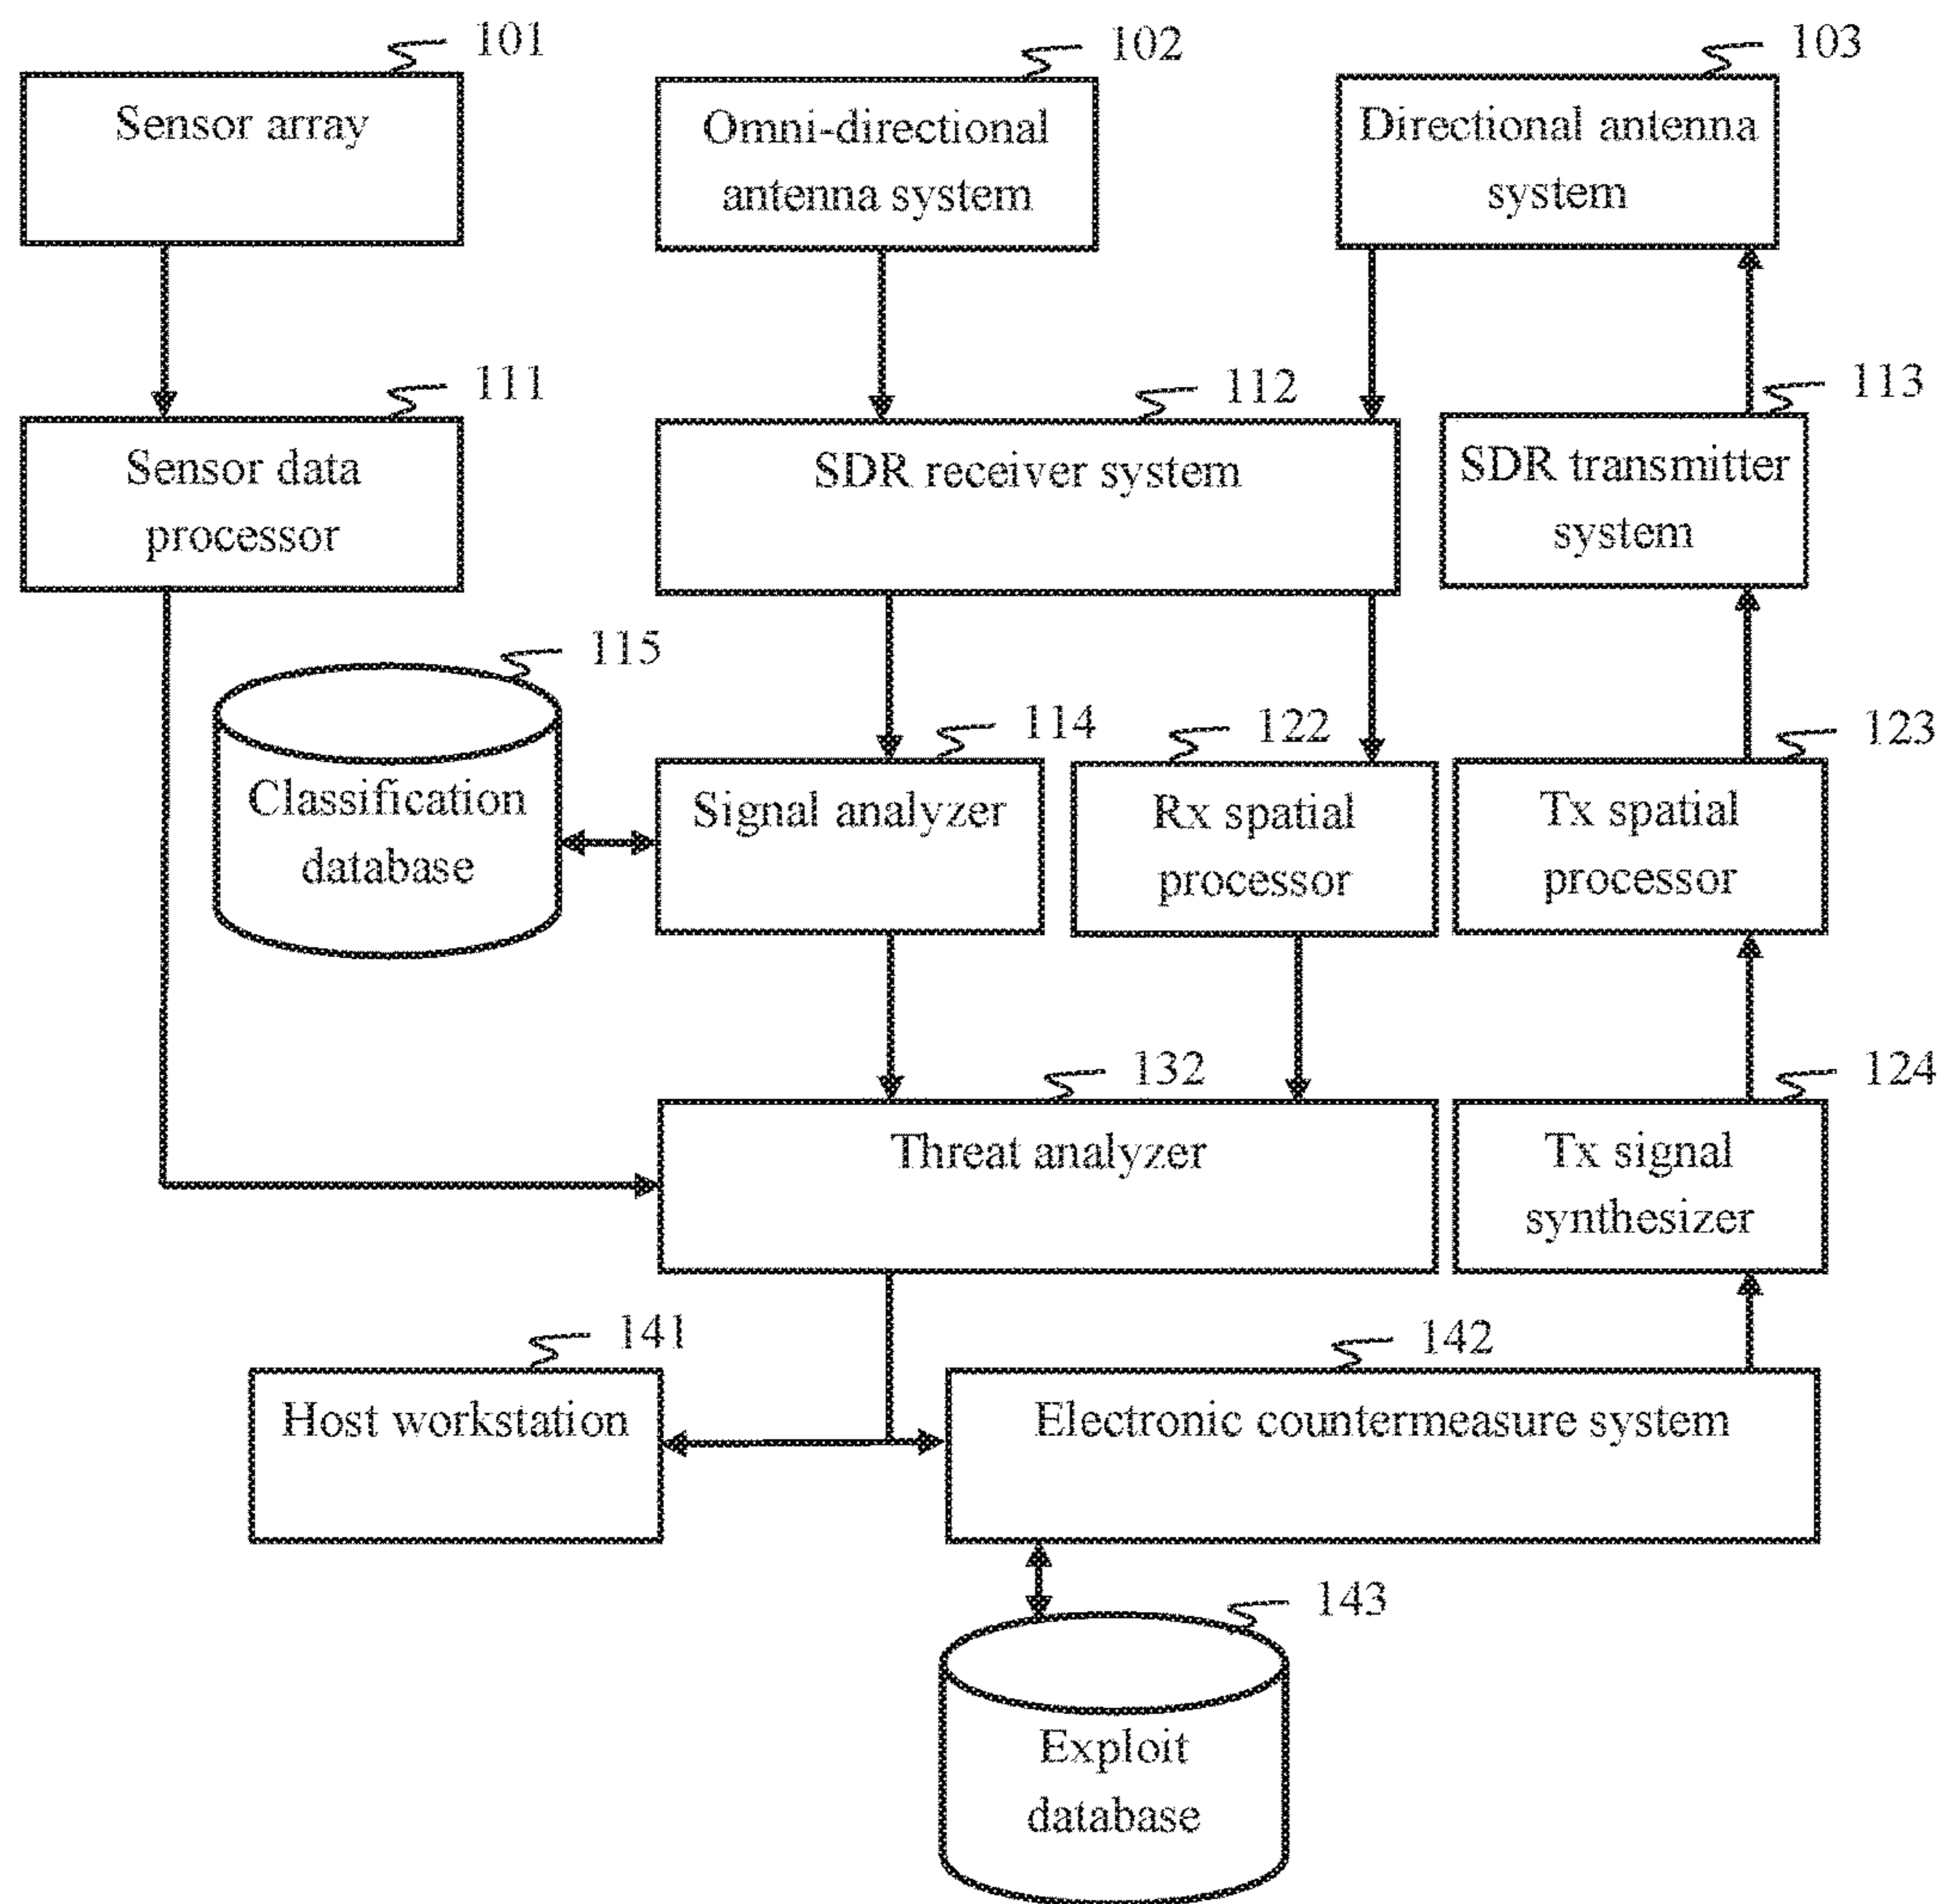 101
Sensor array
102
Omni-directional
antenna system
103
Directional antenna
system
111
Sensor data
processor
112
SDR receiver system
113
SDR transmitter
system
115
Classification
database
114
Signal analyzer
122
Rx spatial
processor
123
Tx spatial
processor
132
Threat analyzer
124
Tx signal
synthesizer
141
Host workstation
142
Electronic countermeasure system
143
Exploit
database